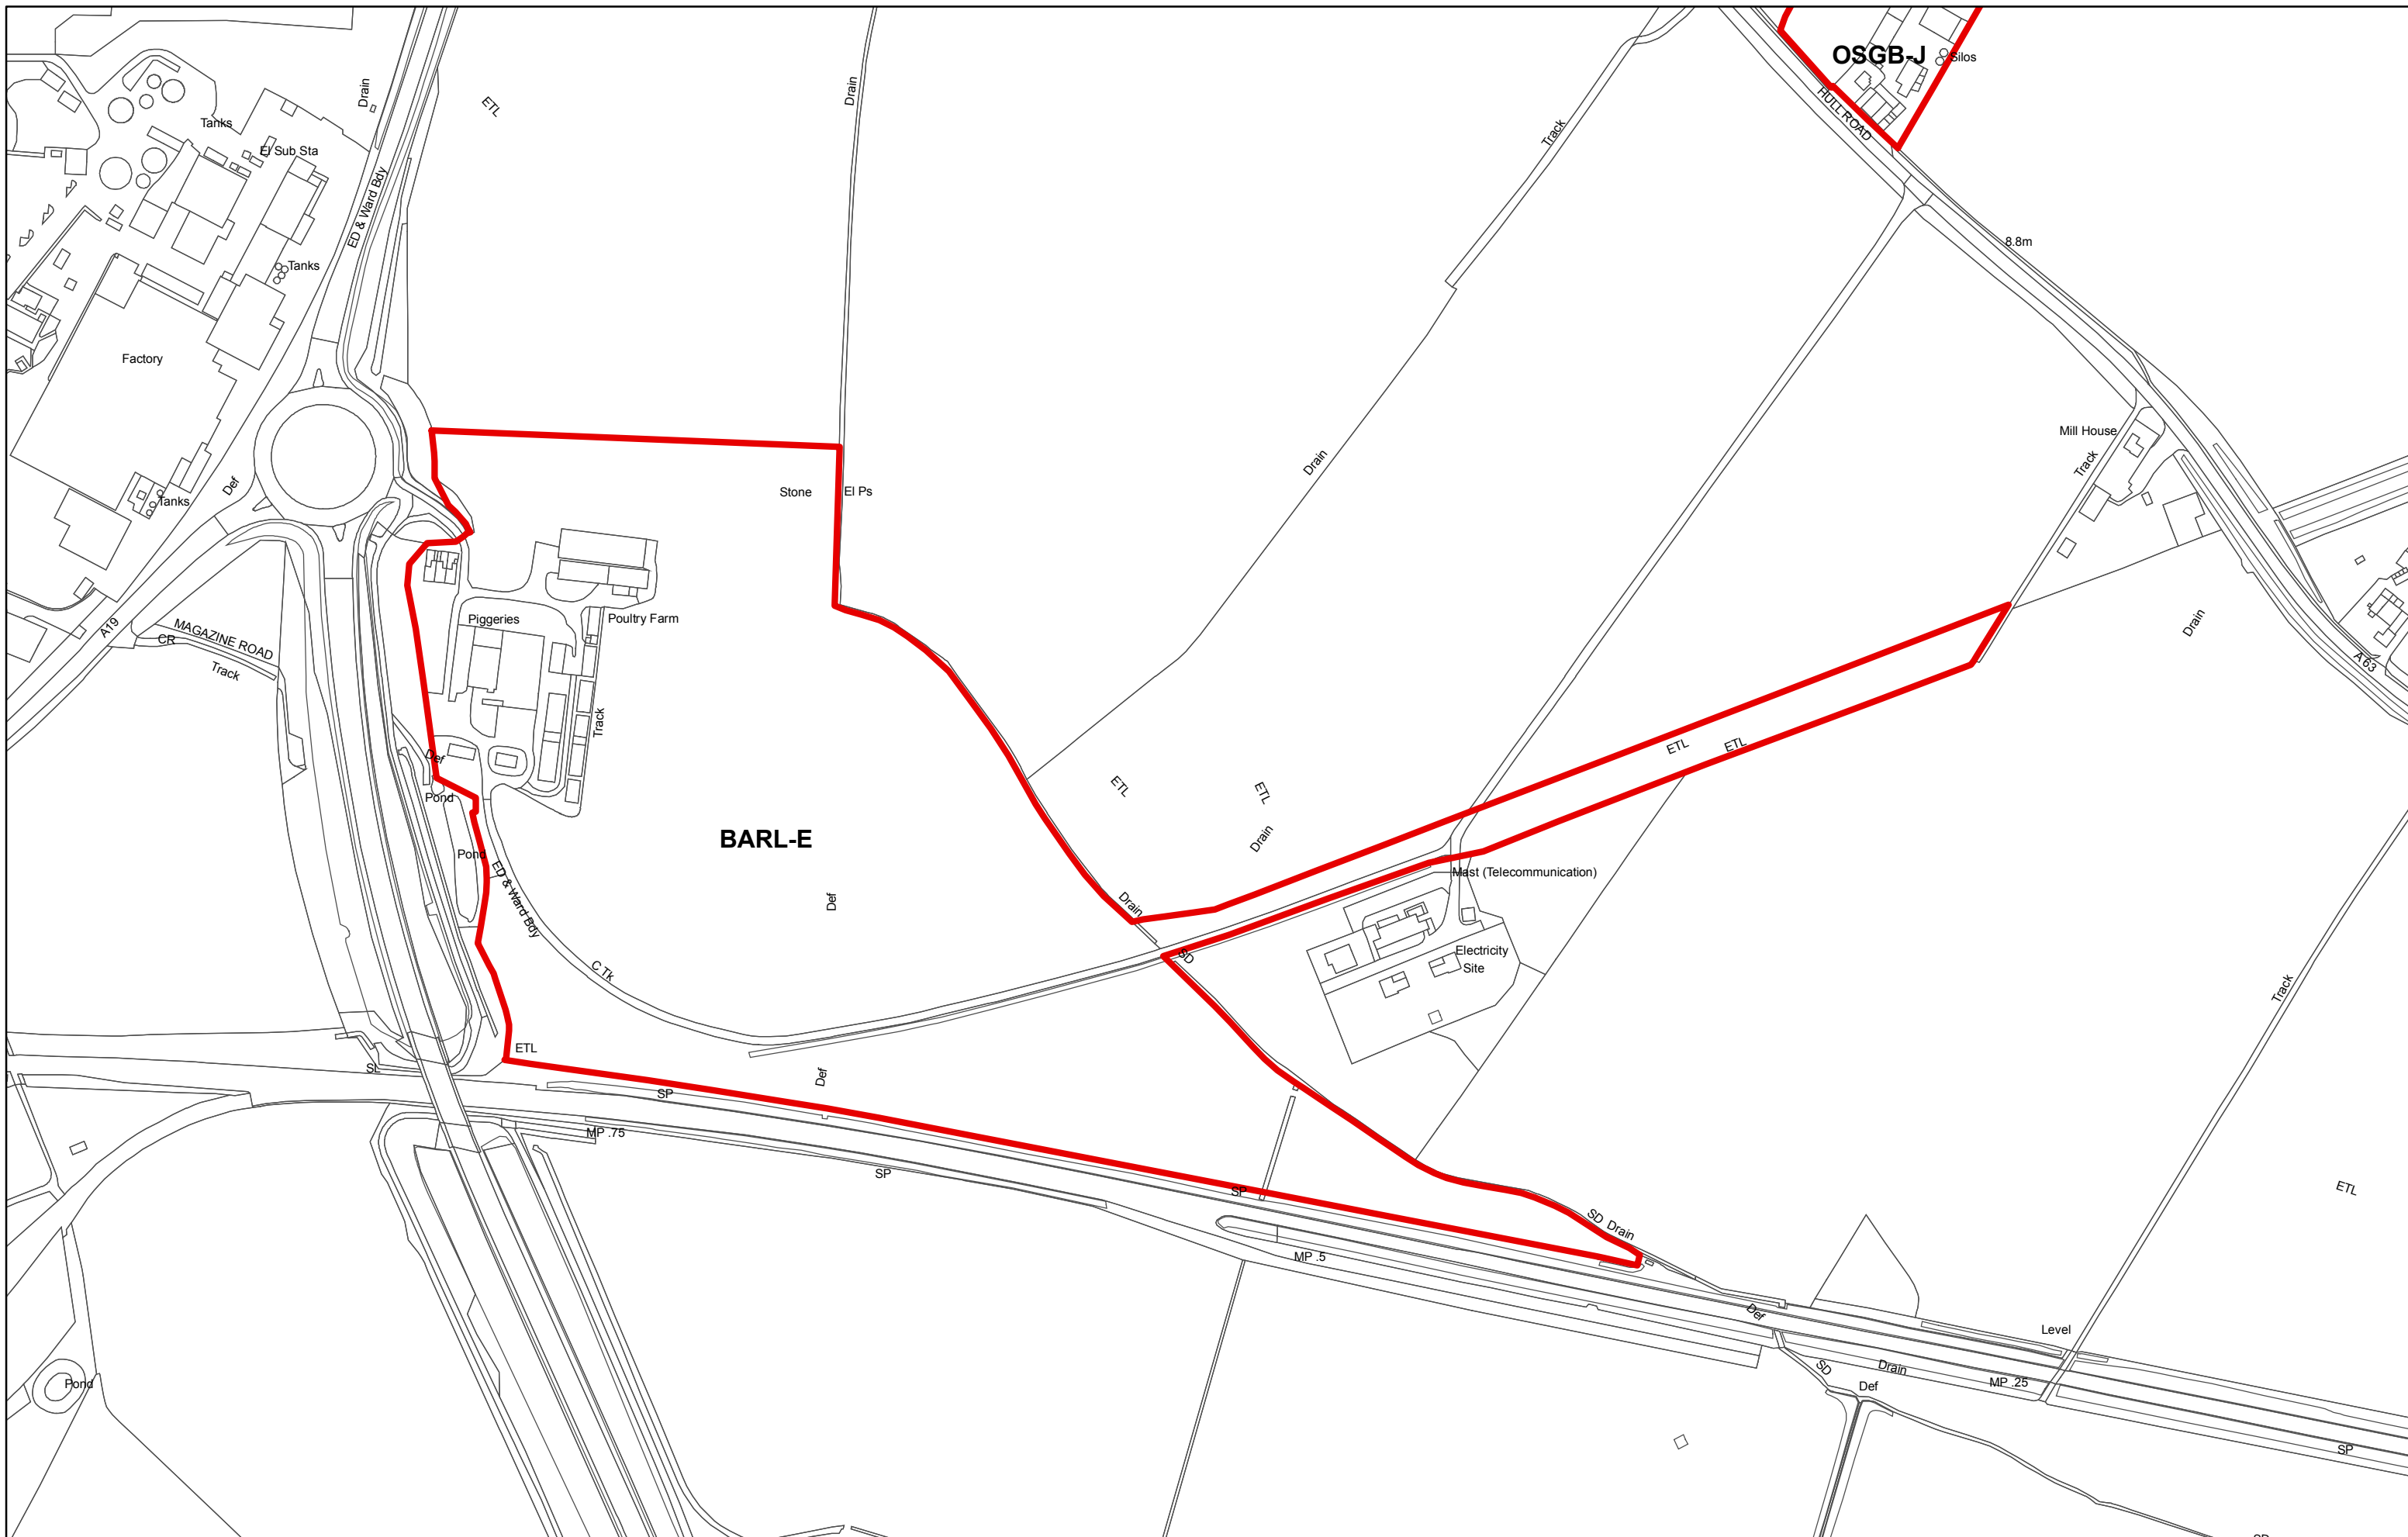 OSGB-J
Silos
HULL ROAD
Drain
ETL
Drain
Tanks
El Sub Sta
Track
ED & Ward Bdy
8.8m
Tanks
Factory
Mill House
Track
Drain
Def
Tanks
Stone
El Ps
A19
MAGAZINE ROAD
CR
Track
Piggeries
Poultry Farm
Drain
A 63
Track
ETL
ETL
Def
Pond
ETL
ETL
BARL-E
Drain
Pond
ED & Ward Bdy
Mast (Telecommunication)
Def
Drain
SD
Electricity
Site
C Tk
Track
ETL
SL
Def
SP
MP .75
SP
SP
ETL
SD Drain
MP .5
Def
Level
SD
Drain
MP .25
Def
Pond
SP